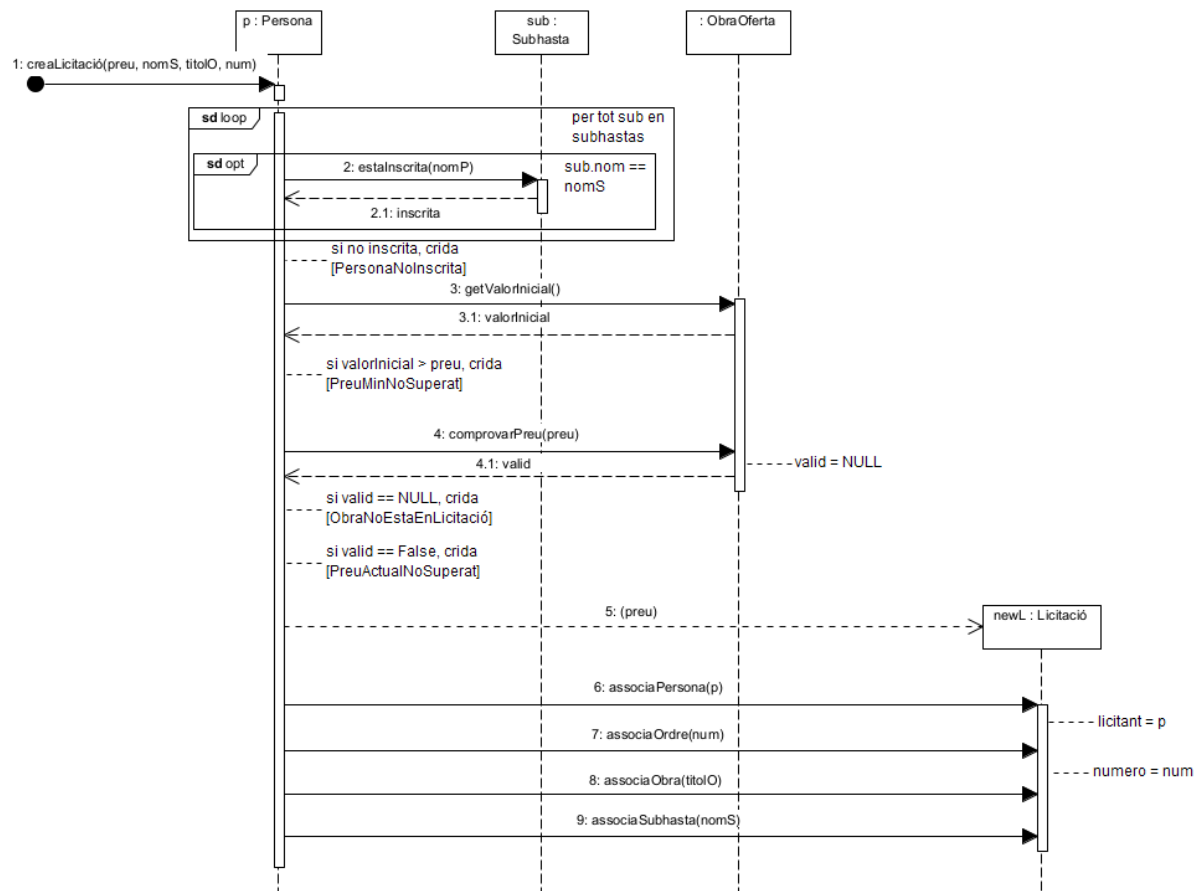 p : Persona
sub :
Subhasta
: ObraOferta
1: creaLicitació(preu, nomS, titolO, num)
sd loop
per tot sub en
subhastas
sd opt
2: estaInscrita(nomP)
sub.nom ==
nomS
2.1: inscrita
si no inscrita, crida
[PersonaNoInscrita]
3: getValorInicial()
3.1: valorInicial
si valorInicial > preu, crida
[PreuMinNoSuperat]
4: comprovarPreu(preu)
4.1: valid
valid = NULL
si valid == NULL, crida
[ObraNoEstaEnLicitació]
si valid == False, crida
[PreuActualNoSuperat]
5: (preu)
newL : Licitació
6: associaPersona(p)
licitant = p
7: associaOrdre(num)
numero = num
8: associaObra(titolO)
9: associaSubhasta(nomS)